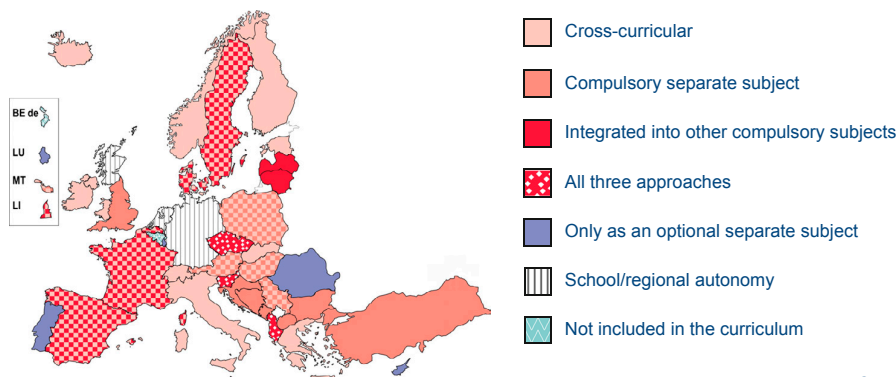 Cross-curricular
Compulsory separate subject
BE de
Integrated into other compulsory subjects
LU
MT
All three approaches
LI
Only as an optional separate subject
School/regional autonomy
Not included in the curriculum